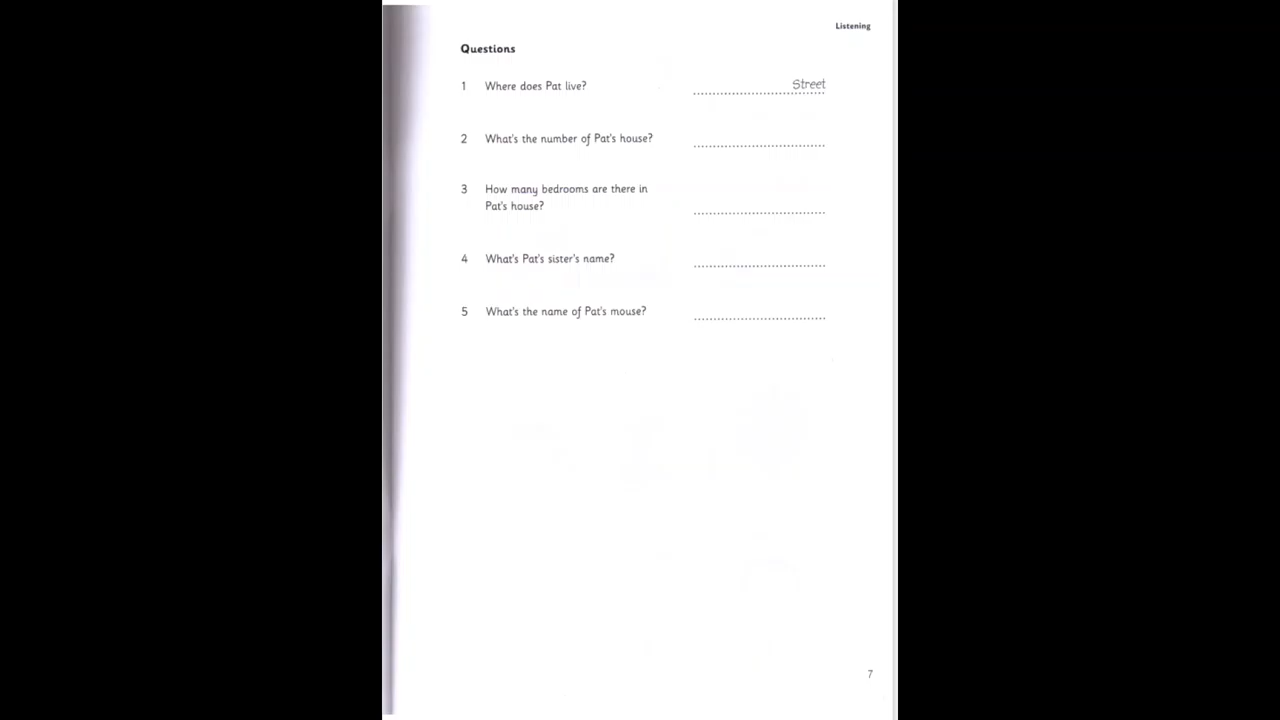 Listening
Questions
1 Where does Pat live? ........................... Street
2 What's the number of Pat's house? ...................................
3 How many bedrooms are there in
Pat's house? ...................................
4 What's Pat's sister's name? ...................................
5 What's the name of Pat's mouse? ...................................
7